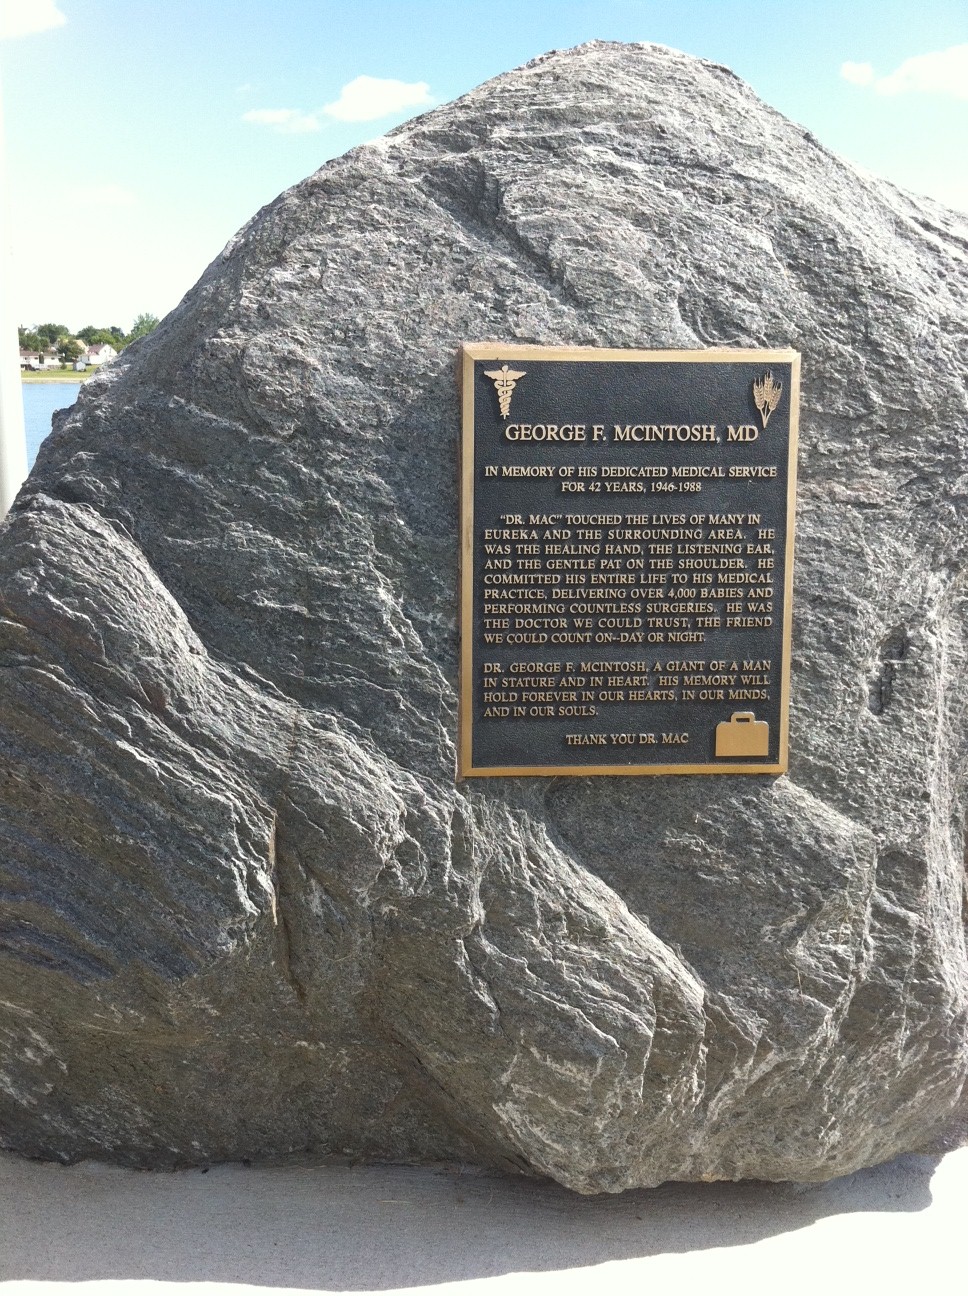 GEORGE F. MCINTOSH, MD
IN MEMORY OF HIS DEDICATED MEDICAL SERVICE
FOR 42 YEARS, 1946-1988
"DR. MAC" TOUCHED THE LIVES OF MANY IN
EUREKA AND THE SURROUNDING AREA. HE
WAS THE HEALING HAND, THE LISTENING EAR,
AND THE GENTLE PAT ON THE SHOULDER. HE
COMMITTED HIS ENTIRE LIFE TO HIS MEDICAL
PRACTICE, DELIVERING OVER 4,000 BABIES AND
PERFORMING COUNTLESS SURGERIES. HE WAS
THE DOCTOR WE COULD TRUST, THE FRIEND
WE COULD COUNT ON--DAY OR NIGHT.
DR. GEORGE F. MCINTOSH, A GIANT OF A MAN
IN STATURE AND IN HEART. HIS MEMORY WILL
HOLD FOREVER IN OUR HEARTS, IN OUR MINDS,
AND IN OUR SOULS.
THANK YOU DR. MAC